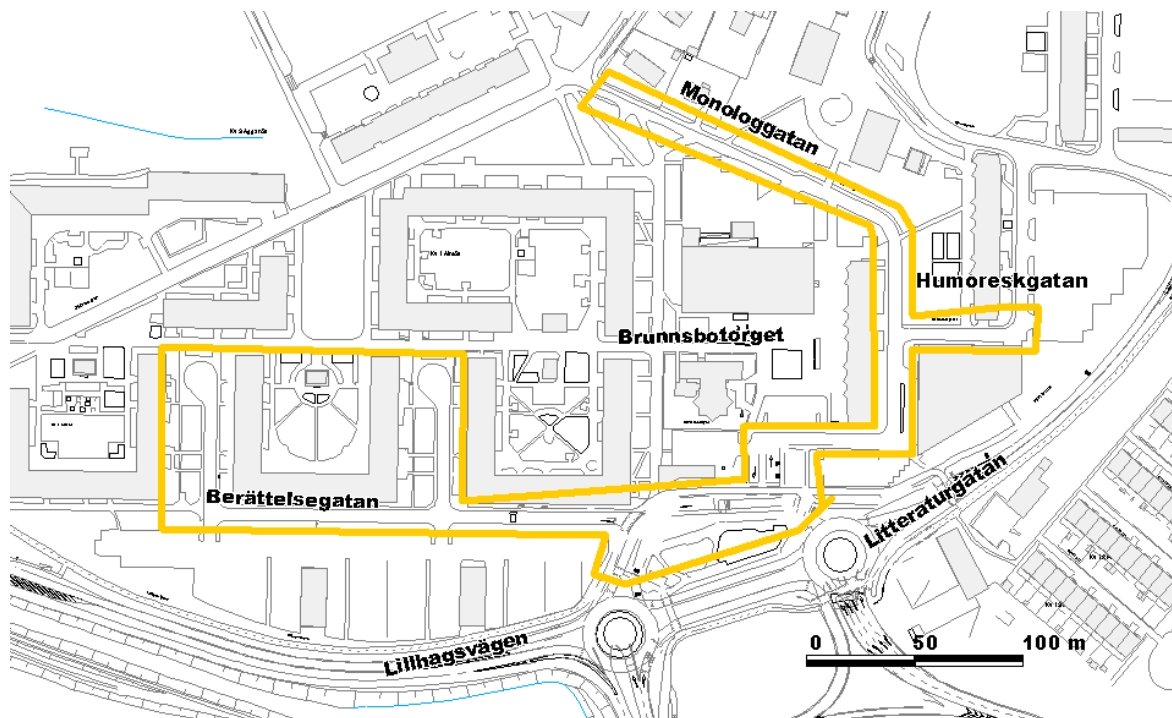 Monologgatan
Humoreskgatan
Brunnsbotorget
Berättelsegatan
Litteraturgatan
Lillhagsvägen
0 50 100 m